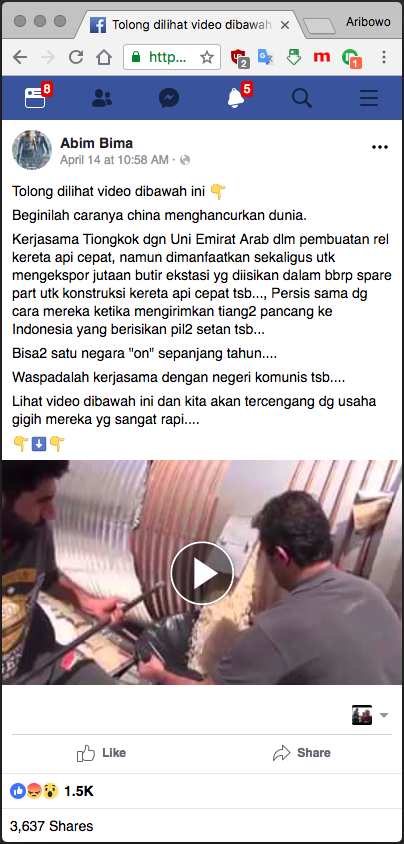 Tolong dilihat video dibawah
Aribowo
http...
2
1
m
8
5
Abim Bima
April 14 at 10:58 AM ·
Tolong dilihat video dibawah ini 👇
Beginilah caranya china menghancurkan dunia.
Kerjasama Tiongkok dgn Uni Emirat Arab dlm pembuatan rel
kereta api cepat, namun dimanfaatkan sekaligus utk
mengekspor jutaan butir ekstasi yg diisikan dalam bbrp spare
part utk konstruksi kereta api cepat tsb..., Persis sama dg
cara mereka ketika mengirimkan tiang2 pancang ke
Indonesia yang berisikan pil2 setan tsb...
Bisa2 satu negara "on" sepanjang tahun....
Waspadalah kerjasama dengan negeri komunis tsb....
Lihat video dibawah ini dan kita akan tercengang dg usaha
gigih mereka yg sangat rapi....
👇⬇️👇
Like
Share
1.5K
3,637 Shares